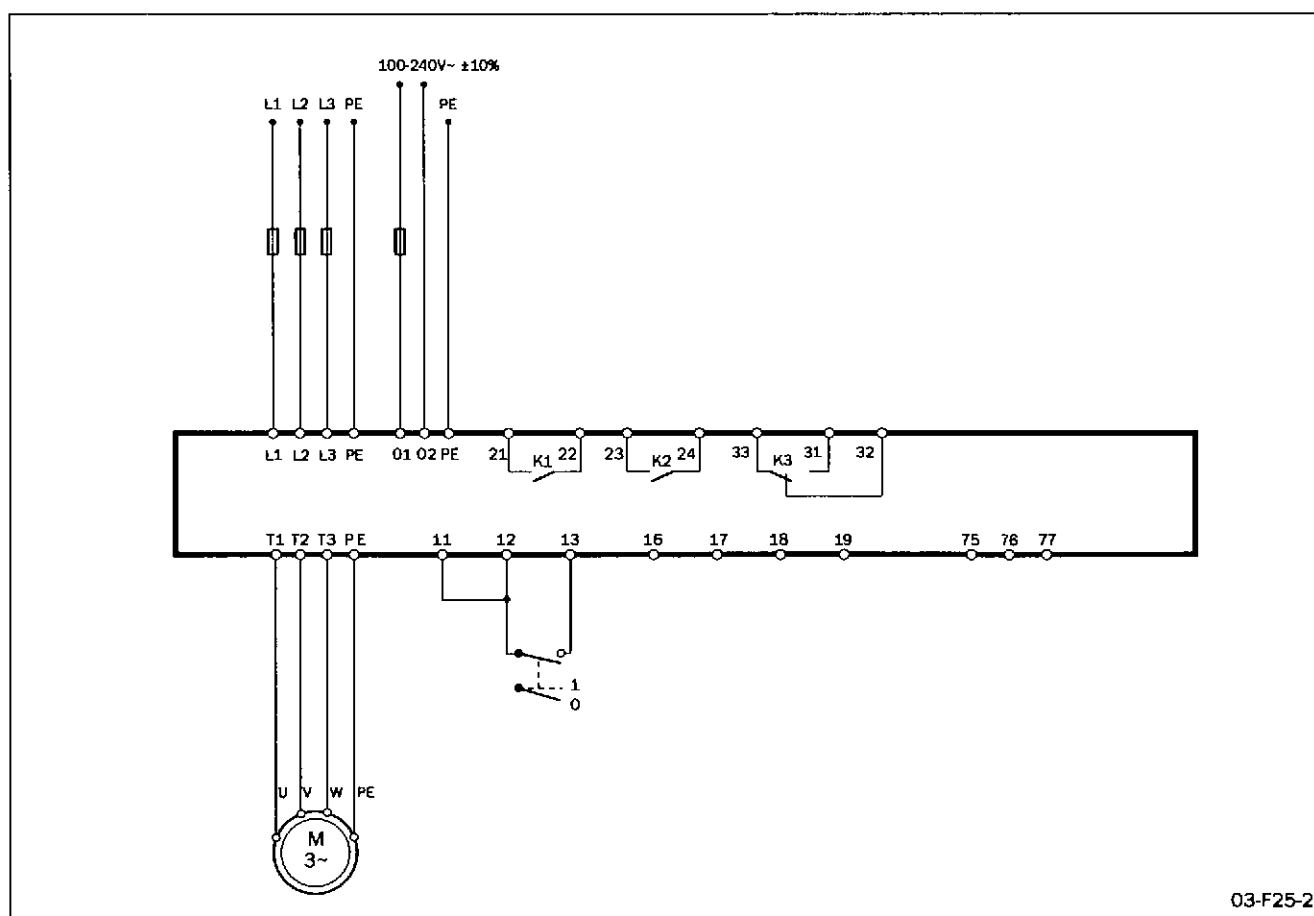 100-240V~ ±10%
L1 L2 L3 PE PE
L1 L2 L3 PE 01 02 PE 21 K1 22 23 K2 24 33 K3 31 32
T1 T2 T3 PE 11 12 13 16 17 18 19 75 76 77
1
0
U V W PE
M
3~
03-F25-2